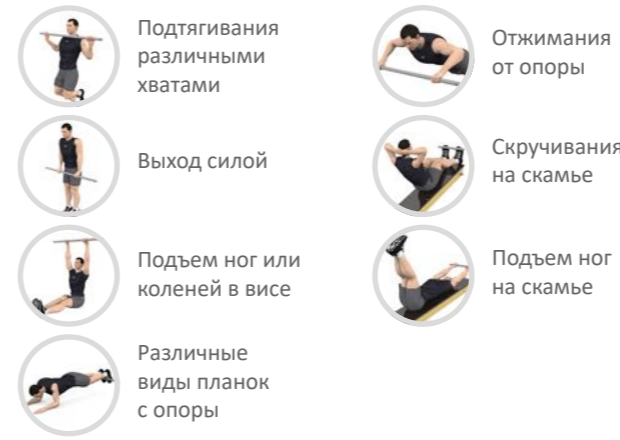 Подтягивания
различными
хватами
Выход силой
Подъем ног или
коленей в висе
Различные
виды планок
с опоры
Отжимания
от опоры
Скручивания
на скамье
Подъем ног
на скамье